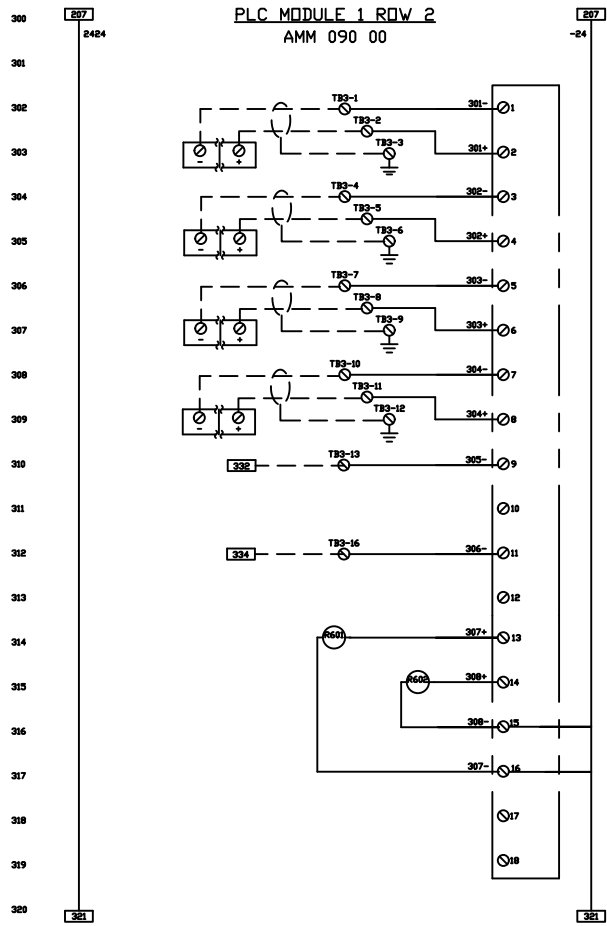 300 207 PLC MODULE 1 ROW 2 207
2424 AMM 090 00 -24
301
302 TB3-1 301- 1
TB3-2
303 - + TB3-3 301+ 2
304 TB3-4 302- 3
TB3-5
305 - + TB3-6 302+ 4
306 TB3-7 303- 5
TB3-8
307 - + TB3-9 303+ 6
308 TB3-10 304- 7
TB3-11
309 - + TB3-12 304+ 8
310 332 TB3-13 305- 9
311 10
312 334 TB3-16 306- 11
313 12
314 R601 307+ 13
315 R602 308+ 14
316 308- 15
317 307- 16
318 17
319 18
320 321 321